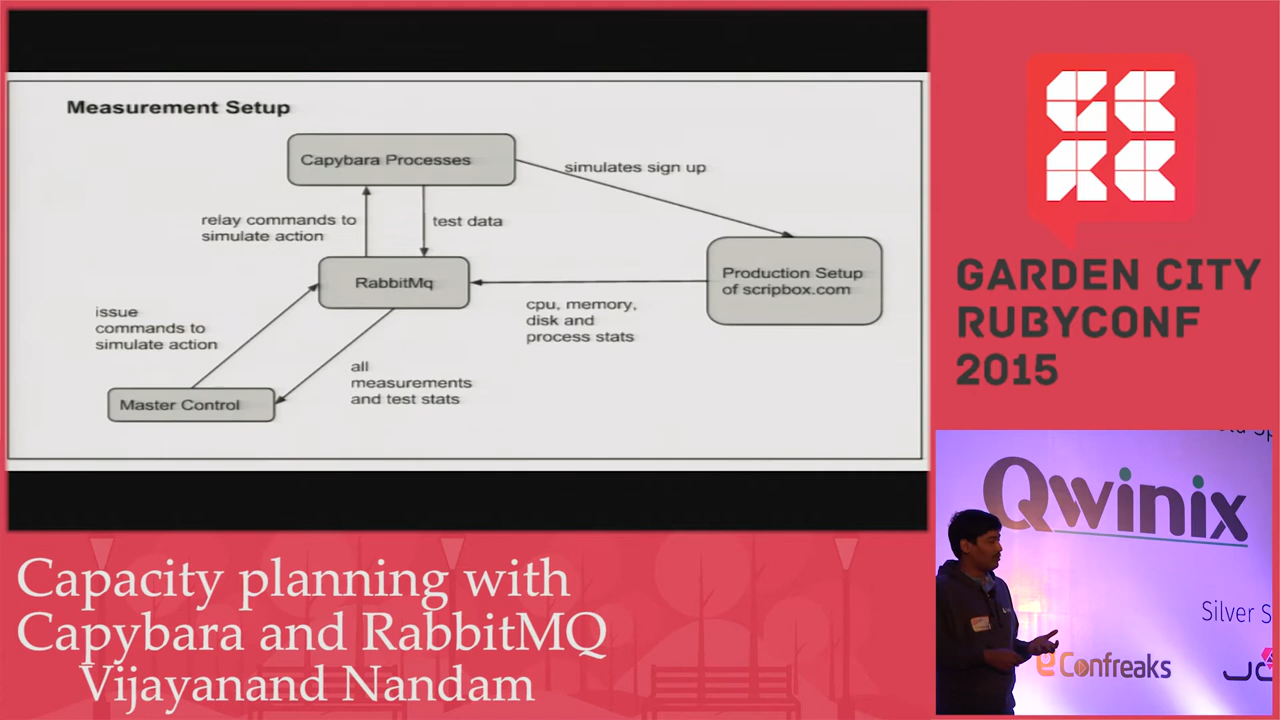 Measurement Setup
Capybara Processes
simulates sign up
relay commands to
simulate action
test data
RabbitMq
Production Setup
of scripbox.com
cpu, memory,
disk and
process stats
issue
commands to
simulate action
all
measurements
and test stats
Master Control
GC
RC
GARDEN CITY
RUBYCONF
2015
Qwinix
Silver S
Confreaks
Capacity planning with
Capybara and RabbitMQ
Vijayanand Nandam